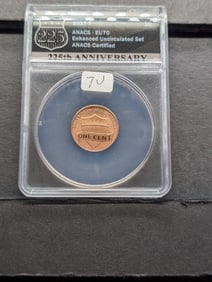 225
ANACS - EU70
Enhanced Uncirculated Set
ANACS Certified
225th ANNIVERSARY
70
ONE CENT